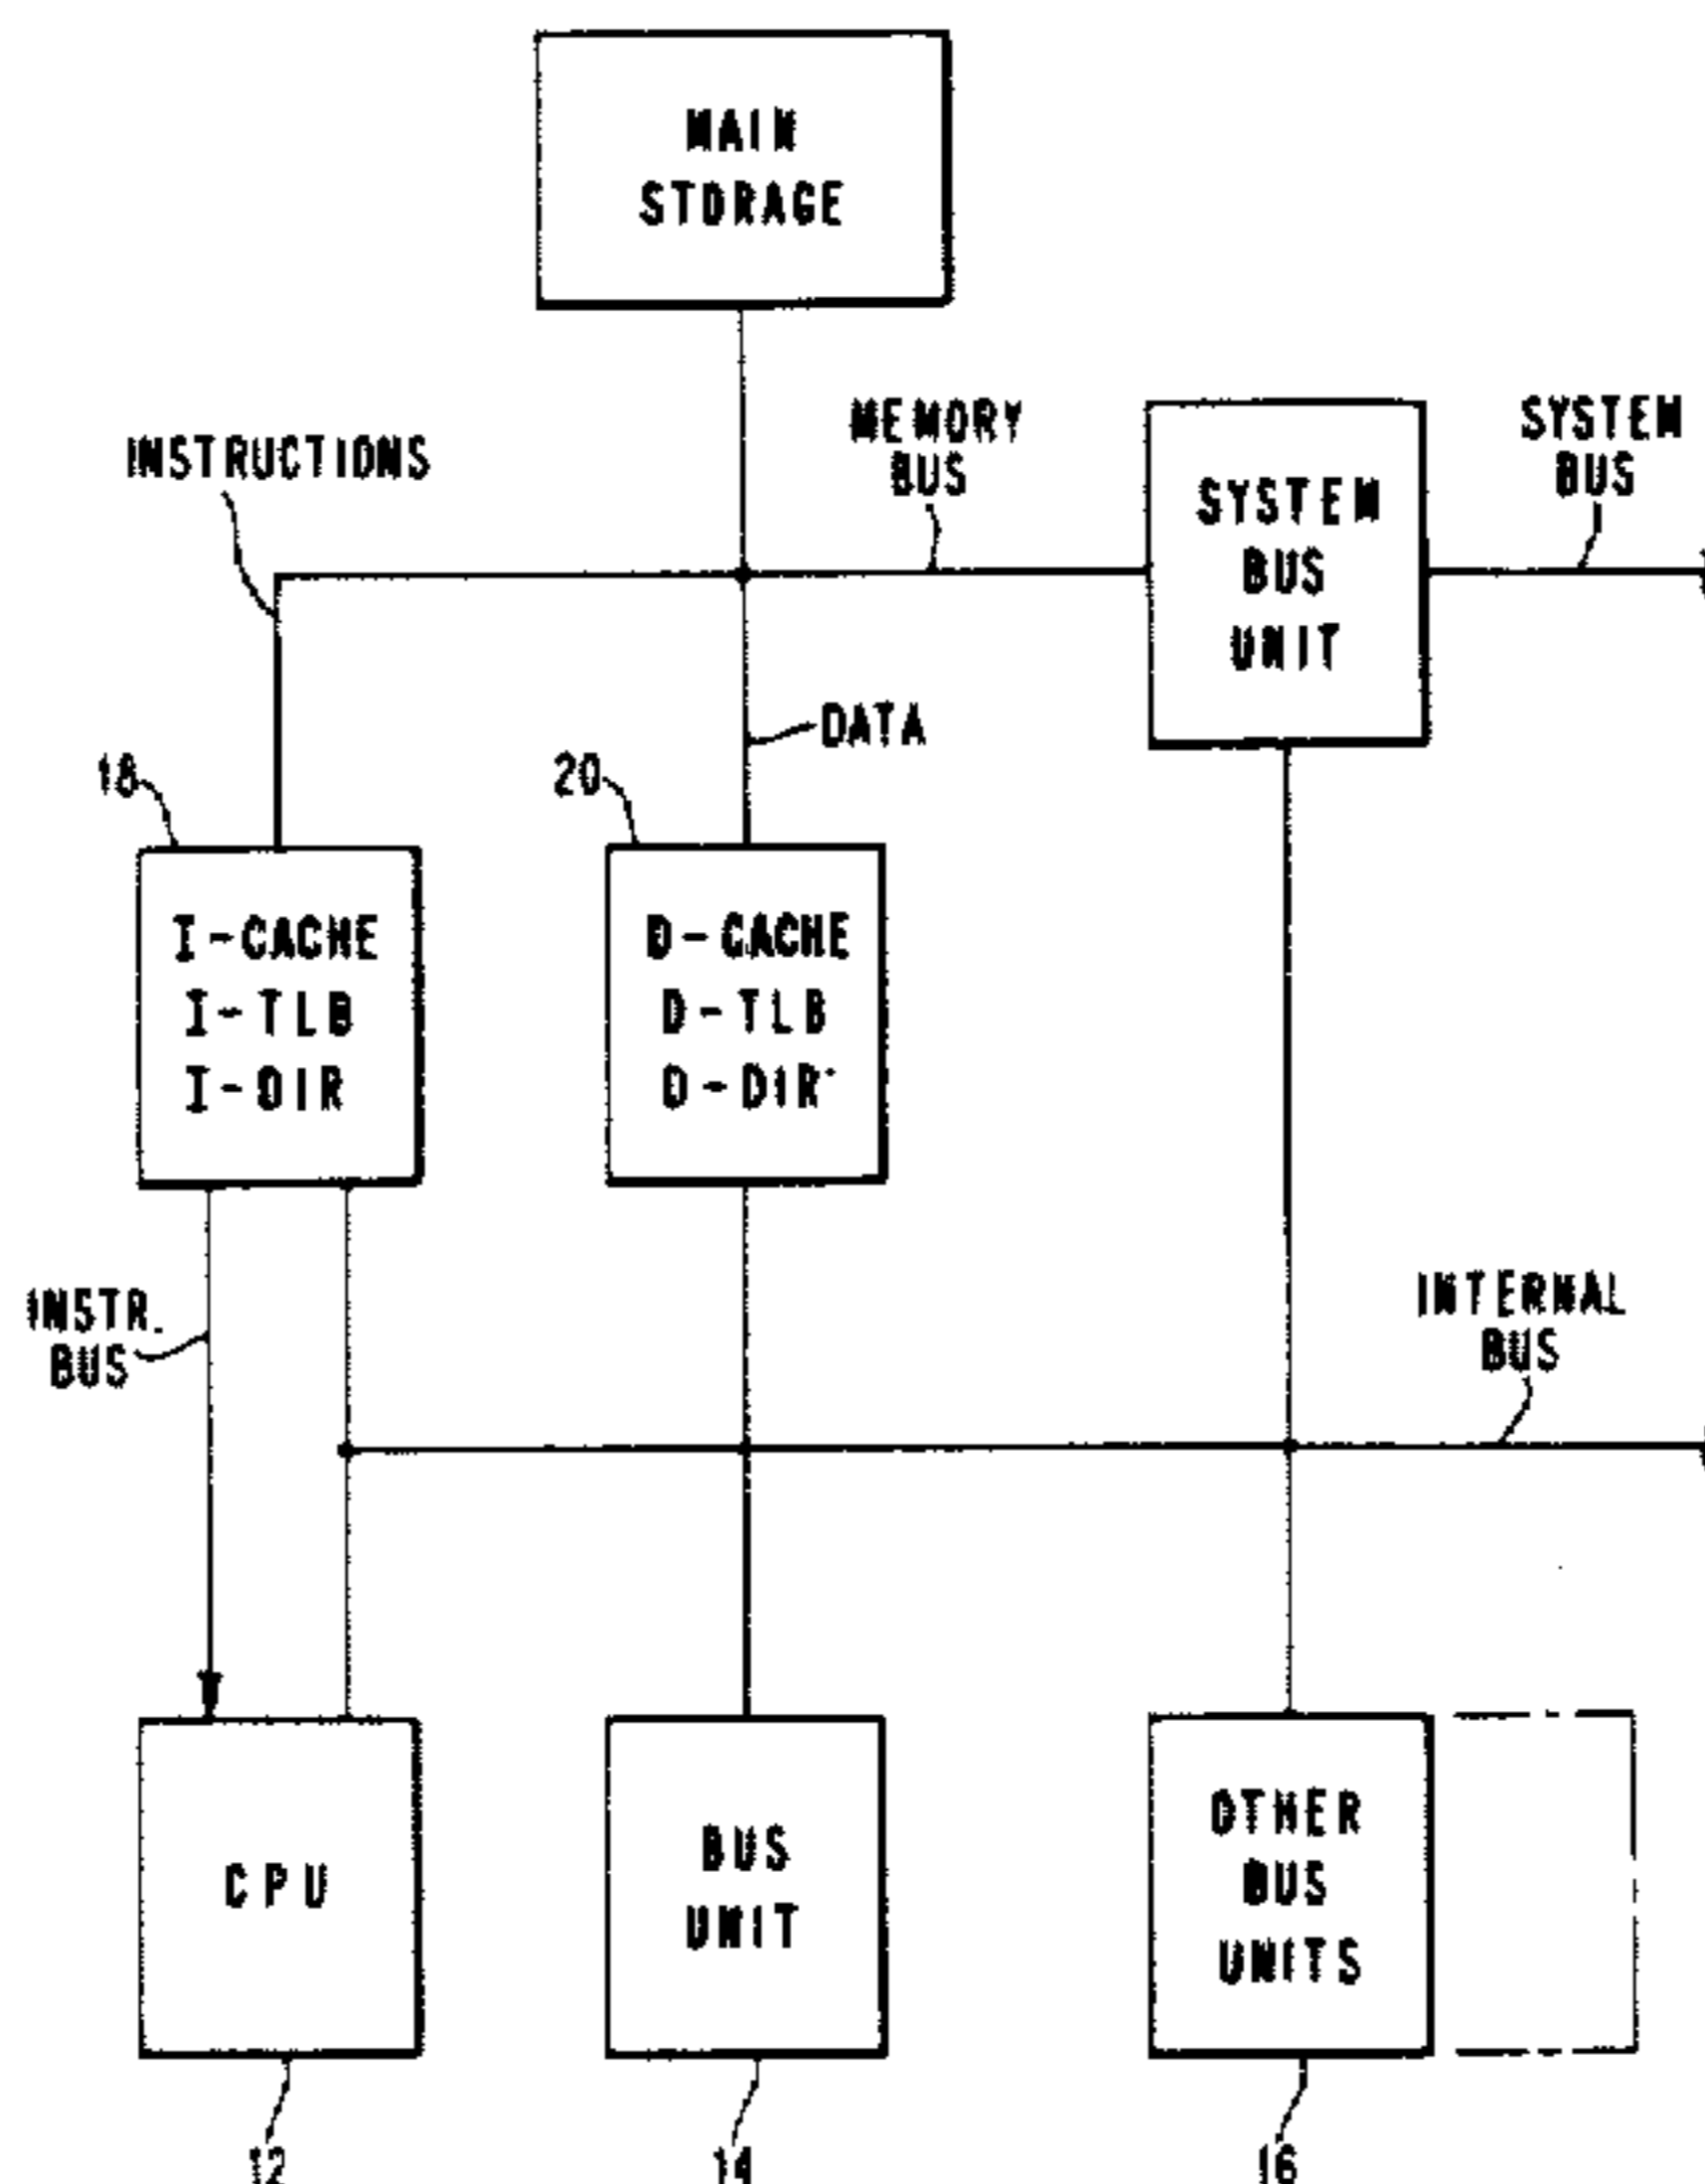 MAIN
STORAGE
INSTRUCTIONS
MEMORY
BUS
SYSTEM
BUS
UNIT
SYSTEM
BUS
DATA
18
20
I-CACHE
I-TLB
I-DIR
D-CACHE
D-TLB
D-DIR
INSTR.
BUS
INTERNAL
BUS
CPU
BUS
UNIT
OTHER
BUS
UNITS
12
14
16